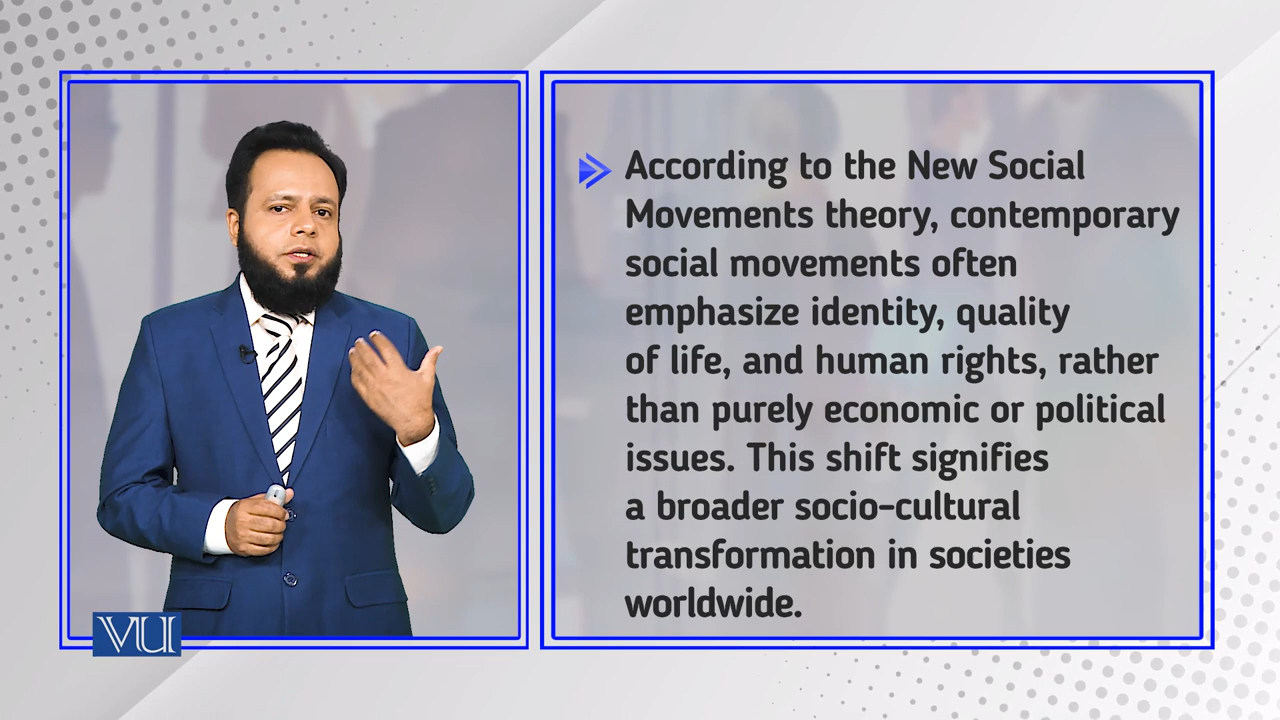 According to the New Social
Movements theory, contemporary
social movements often
emphasize identity, quality
of life, and human rights, rather
than purely economic or political
issues. This shift signifies
a broader socio-cultural
transformation in societies
worldwide.
VU